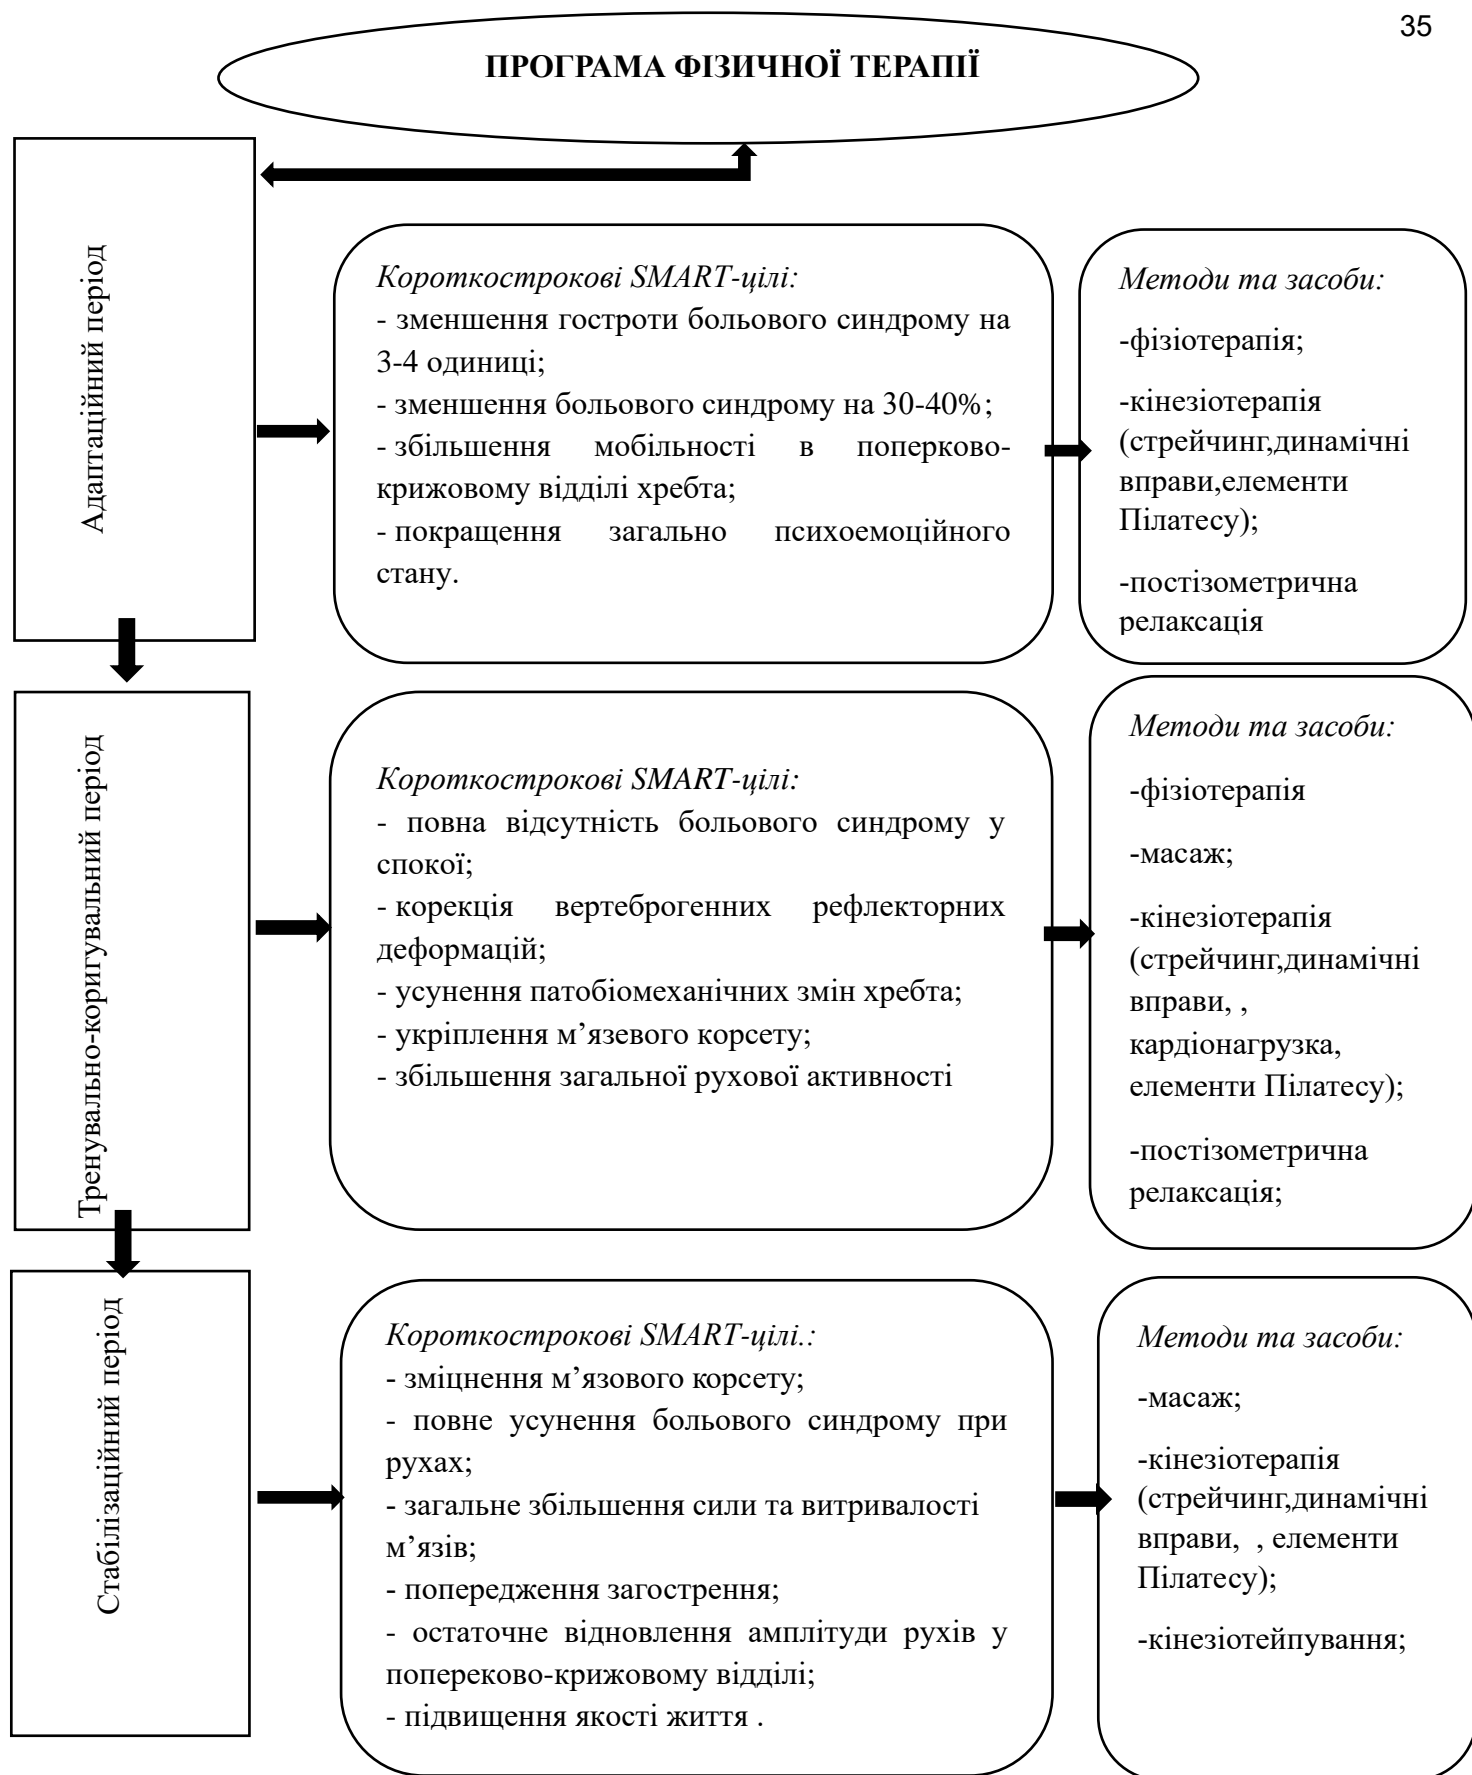 35
ПРОГРАМА ФІЗИЧНОЇ ТЕРАПІЇ
Адаптаційний період
Короткострокові SMART-цілі:
- зменшення гостроти больового синдрому на
3-4 одиниці;
- зменшення больового синдрому на 30-40%;
- збільшення мобільності в поперково-
крижовому відділі хребта;
- покращення загально психоемоційного
стану.
Методи та засоби:
-фізіотерапія;
-кінезіотерапія
(стрейчинг,динамічні
вправи,елементи
Пілатесу);
-постізометрична
релаксація
Тренувально-коригувальний період
Короткострокові SMART-цілі:
- повна відсутність больового синдрому у
спокої;
- корекція вертеброгенних рефлекторних
деформацій;
- усунення патобіомеханічних змін хребта;
- укріплення м’язевого корсету;
- збільшення загальної рухової активності
Методи та засоби:
-фізіотерапія
-масаж;
-кінезіотерапія
(стрейчинг,динамічні
вправи, ,
кардіонагрузка,
елементи Пілатесу);
-постізометрична
релаксація;
Стабілізаційний період
Короткострокові SMART-цілі.:
- зміцнення м’язового корсету;
- повне усунення больового синдрому при
рухах;
- загальне збільшення сили та витривалості
м’язів;
- попередження загострення;
- остаточне відновлення амплітуди рухів у
попереково-крижовому відділі;
- підвищення якості життя .
Методи та засоби:
-масаж;
-кінезіотерапія
(стрейчинг,динамічні
вправи, , елементи
Пілатесу);
-кінезіотейпування;